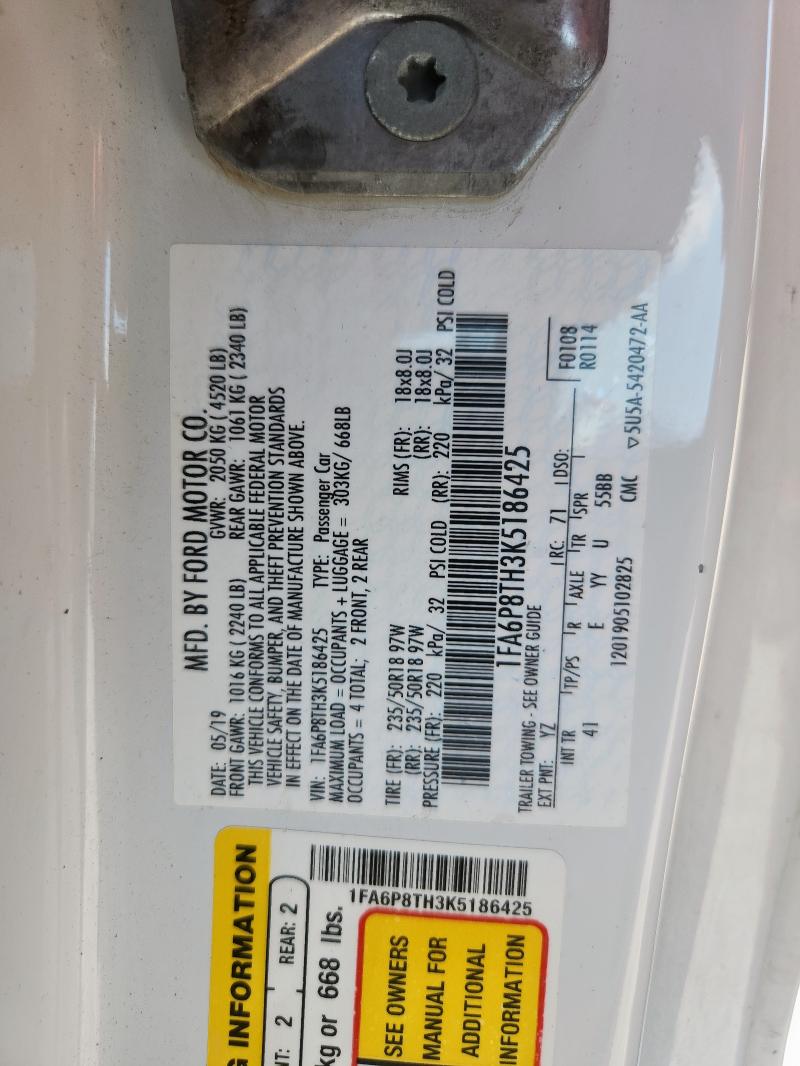 MFD. BY FORD MOTOR CO.
DATE: 05/19 GVWR: 2050 KG ( 4520 LB)
FRONT GAWR: 1016 KG ( 2240 LB) REAR GAWR: 1061 KG ( 2340 LB)
THIS VEHICLE CONFORMS TO ALL APPLICABLE FEDERAL MOTOR
VEHICLE SAFETY, BUMPER, AND THEFT PREVENTION STANDARDS
IN EFFECT ON THE DATE OF MANUFACTURE SHOWN ABOVE.
VIN: 1FA6P8TH3K5186425 TYPE: Passenger Car
MAXIMUM LOAD = OCCUPANTS + LUGGAGE = 303KG/ 668LB
OCCUPANTS = 4 TOTAL; 2 FRONT, 2 REAR
TIRE (FR): 235/50R18 97W RIMS (FR): 18x8.0J
(RR): 235/50R18 97W (RR): 18x8.0J
PRESSURE (FR): 220 kPa/ 32 PSI COLD (RR): 220 kPa/ 32 PSI COLD
1FA6P8TH3K5186425
TRAILER TOWING - SEE OWNER GUIDE
EXT PNT: YZ RC: 71 DSO:
F0108
R0114
INT TR TP/PS R AXLE TR SPR
41 E YY U 55BB
1201905102825 CMC ▽5U5A-5420472-AA
G INFORMATION
NT: 2 REAR: 2
kg or 668 lbs.
1FA6P8TH3K5186425
SEE OWNERS
MANUAL FOR
ADDITIONAL
INFORMATION